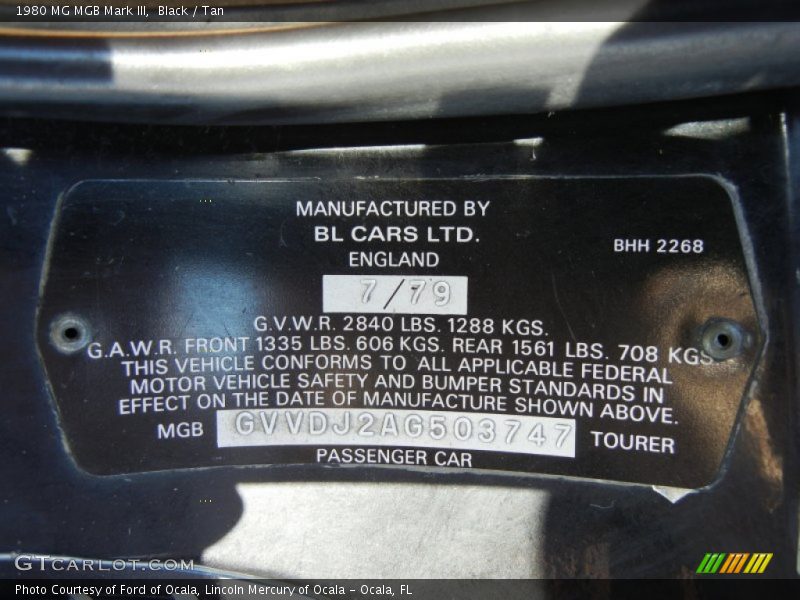 1980 MG MGB Mark III, Black / Tan
MANUFACTURED BY
BL CARS LTD.
ENGLAND
BHH 2268
7/79
G.V.W.R. 2840 LBS. 1288 KGS.
G.A.W.R. FRONT 1335 LBS. 606 KGS. REAR 1561 LBS. 708 KGS
THIS VEHICLE CONFORMS TO ALL APPLICABLE FEDERAL
MOTOR VEHICLE SAFETY AND BUMPER STANDARDS IN
EFFECT ON THE DATE OF MANUFACTURE SHOWN ABOVE.
MGB GVVDJ2AG503747 TOURER
PASSENGER CAR
GTCARLOT.COM
Photo Courtesy of Ford of Ocala, Lincoln Mercury of Ocala - Ocala, FL